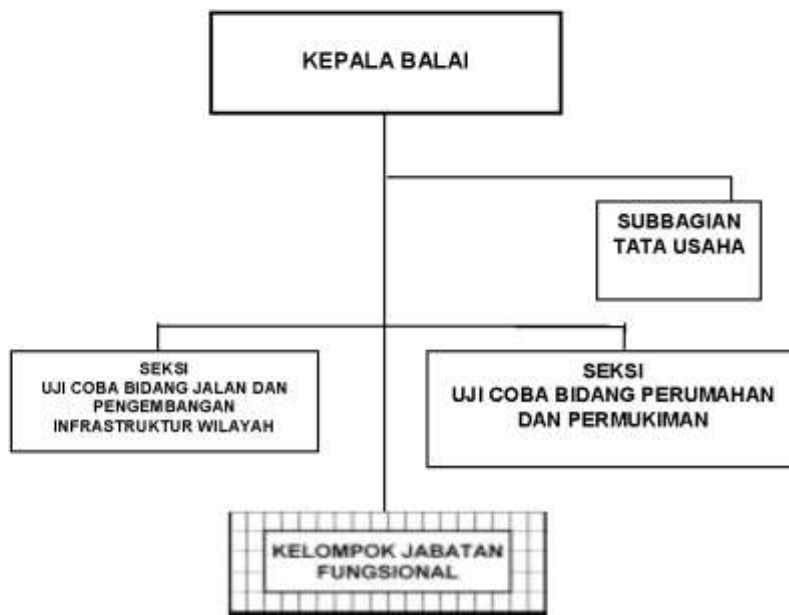 KEPALA BALAI
SUBBAGIAN
TATA USAHA
SEKSI
UJI COBA BIDANG JALAN DAN
PENGEMBANGAN
INFRASTRUKTUR WILAYAH
SEKSI
UJI COBA BIDANG PERUMAHAN
DAN PERMUKIMAN
KELOMPOK JABATAN
FUNGSIONAL